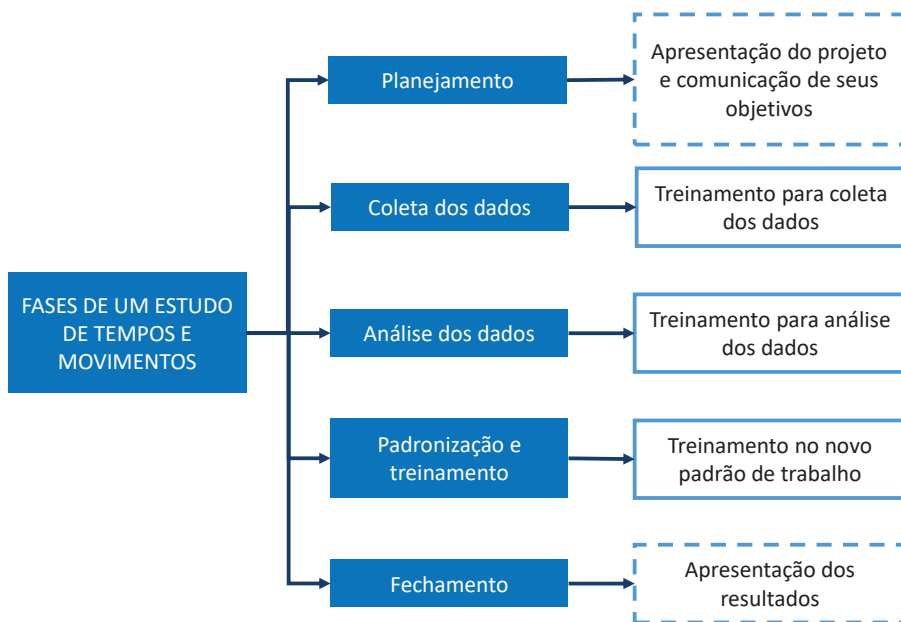 FASES DE UM ESTUDO
DE TEMPOS E
MOVIMENTOS
Planejamento
Apresentação do projeto
e comunicação de seus
objetivos
Coleta dos dados
Treinamento para coleta
dos dados
Análise dos dados
Treinamento para análise
dos dados
Padronização e
treinamento
Treinamento no novo
padrão de trabalho
Fechamento
Apresentação dos
resultados